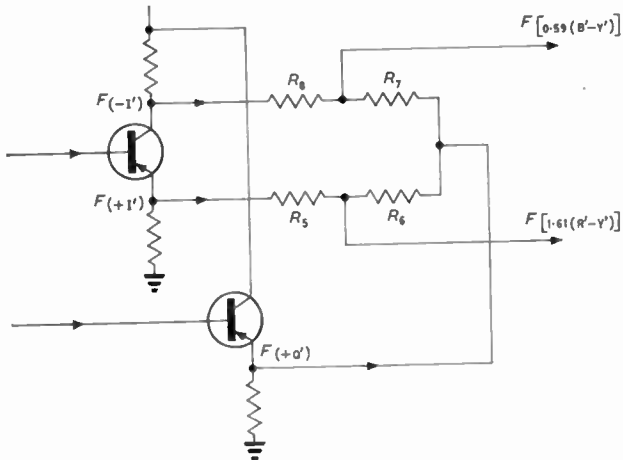 F[0·59(B'−Y')]
F(−I')
R8
R7
F(+I')
R5
R6
F[1·61(R'−Y')]
F(+Q')